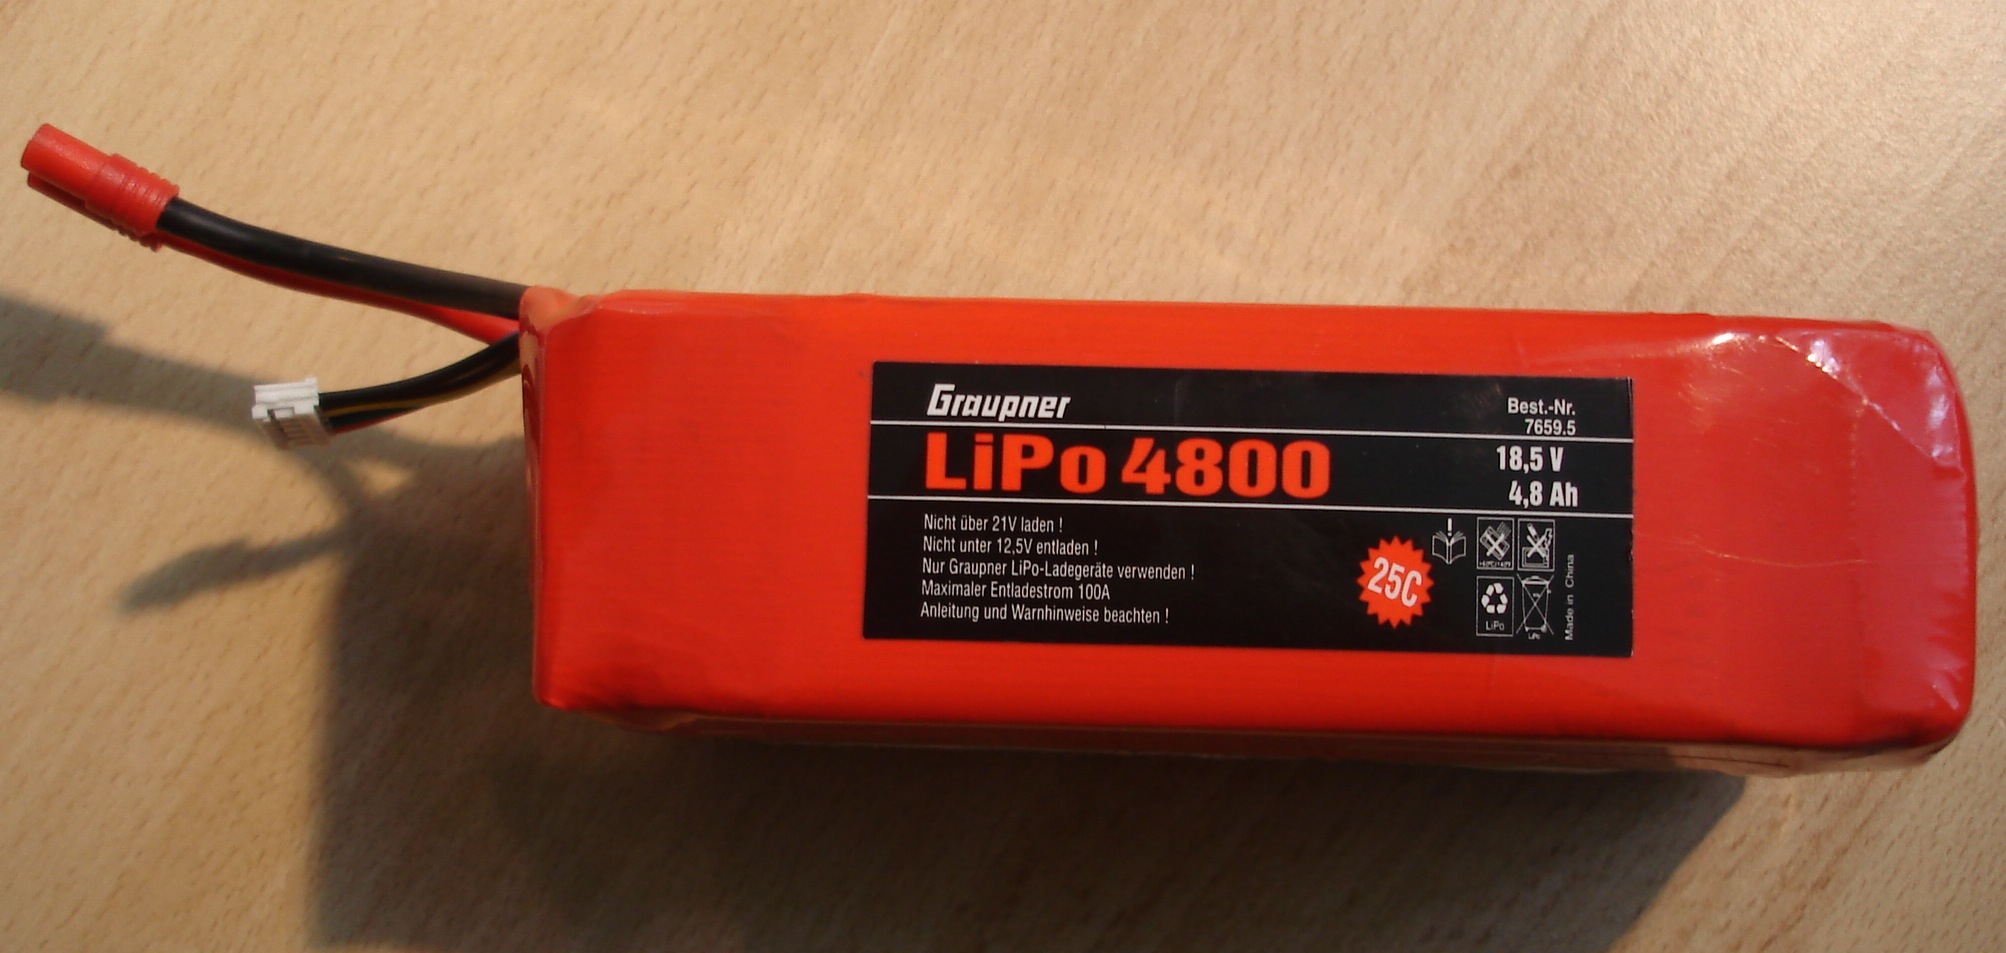 Graupner
Best.-Nr.
7659.5
LiPo 4800
18,5 V
4,8 Ah
Nicht über 21V laden !
Nicht unter 12,5V entladen !
Nur Graupner LiPo-Ladegeräte verwenden !
Maximaler Entladestrom 100A
Anleitung und Warnhinweise beachten !
25C
LiPo
Made in China